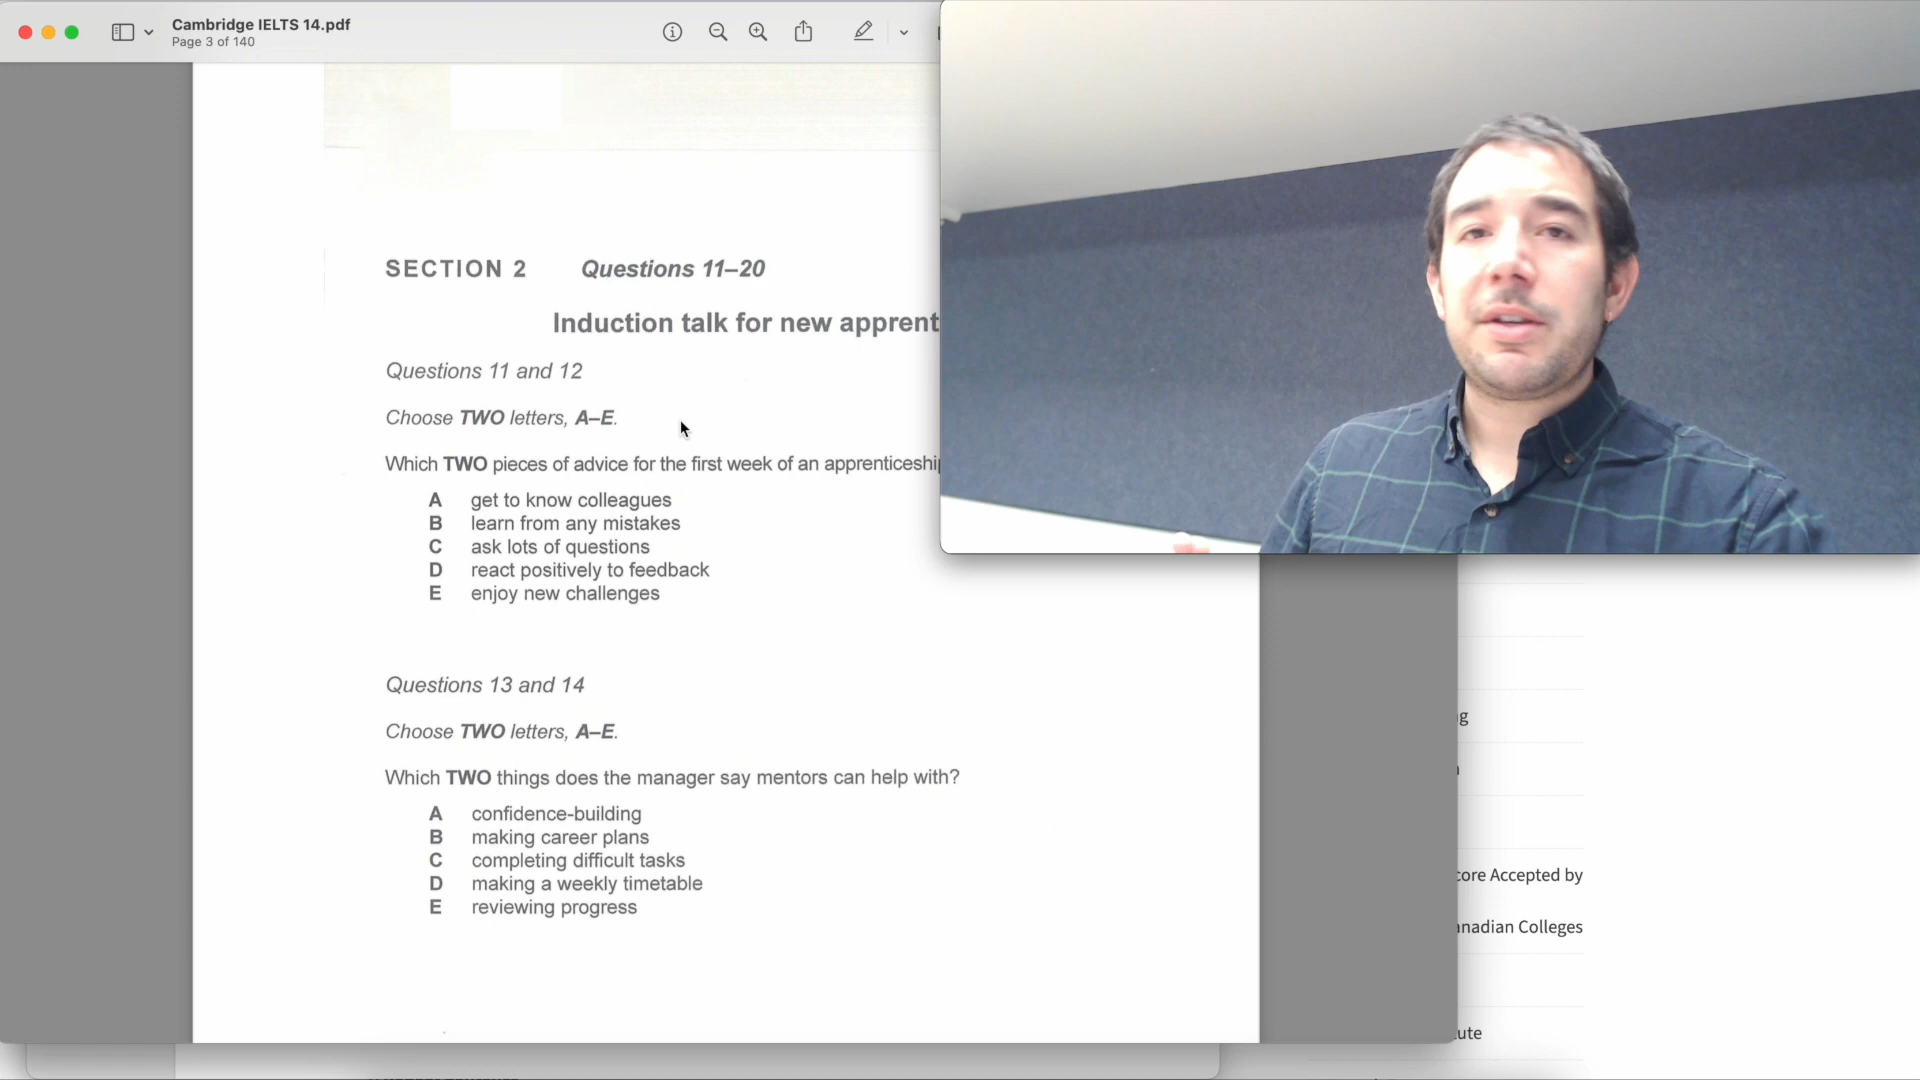 Cambridge IELTS 14.pdf
Page 3 of 140
SECTION 2 Questions 11–20
Induction talk for new apprent
Questions 11 and 12
Choose TWO letters, A–E.
Which TWO pieces of advice for the first week of an apprenticeshi
A get to know colleagues
B learn from any mistakes
C ask lots of questions
D react positively to feedback
E enjoy new challenges
Questions 13 and 14
Choose TWO letters, A–E.
Which TWO things does the manager say mentors can help with?
A confidence-building
B making career plans
C completing difficult tasks
D making a weekly timetable
E reviewing progress
g
core Accepted by
anadian Colleges
ute